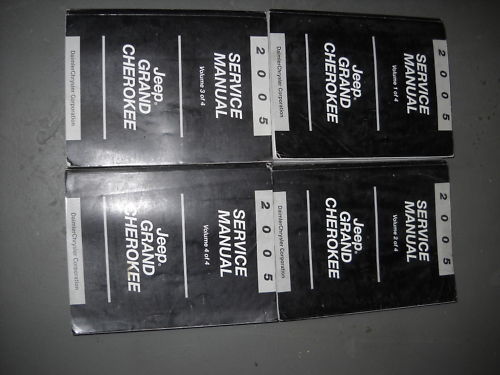 2005
SERVICE
MANUAL
Volume 3 of 4
Jeep®
GRAND
CHEROKEE
DaimlerChrysler Corporation
2005
SERVICE
MANUAL
Volume 1 of 4
Jeep®
GRAND
CHEROKEE
DaimlerChrysler Corporation
2005
SERVICE
MANUAL
Volume 4 of 4
Jeep®
GRAND
CHEROKEE
DaimlerChrysler Corporation
2005
SERVICE
MANUAL
Volume 2 of 4
Jeep®
GRAND
CHEROKEE
DaimlerChrysler Corporation